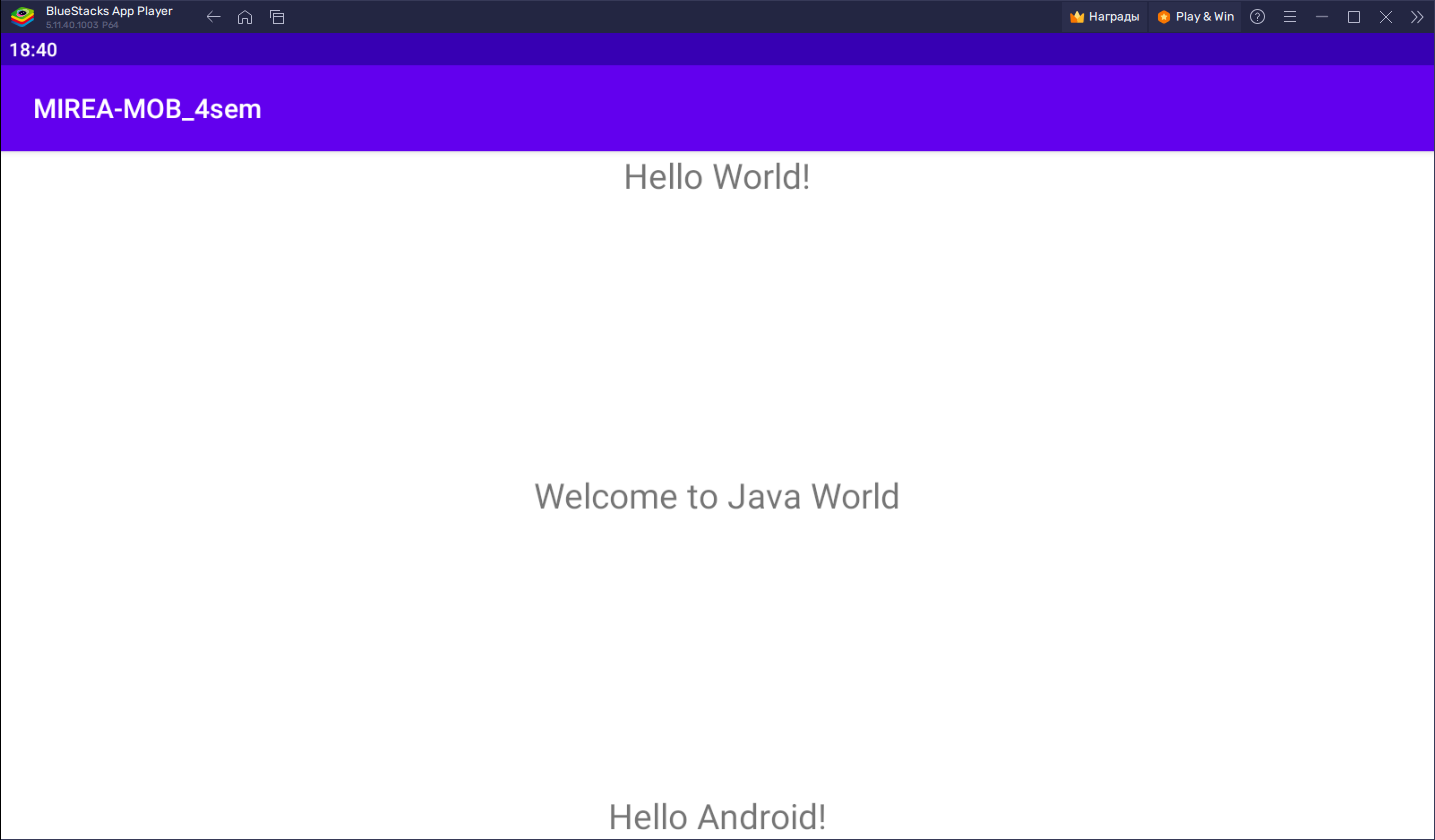 BlueStacks App Player
5.11.40.1003 P64
Награды
Play & Win
18:40
MIREA-MOB_4sem
Hello World!
Welcome to Java World
Hello Android!